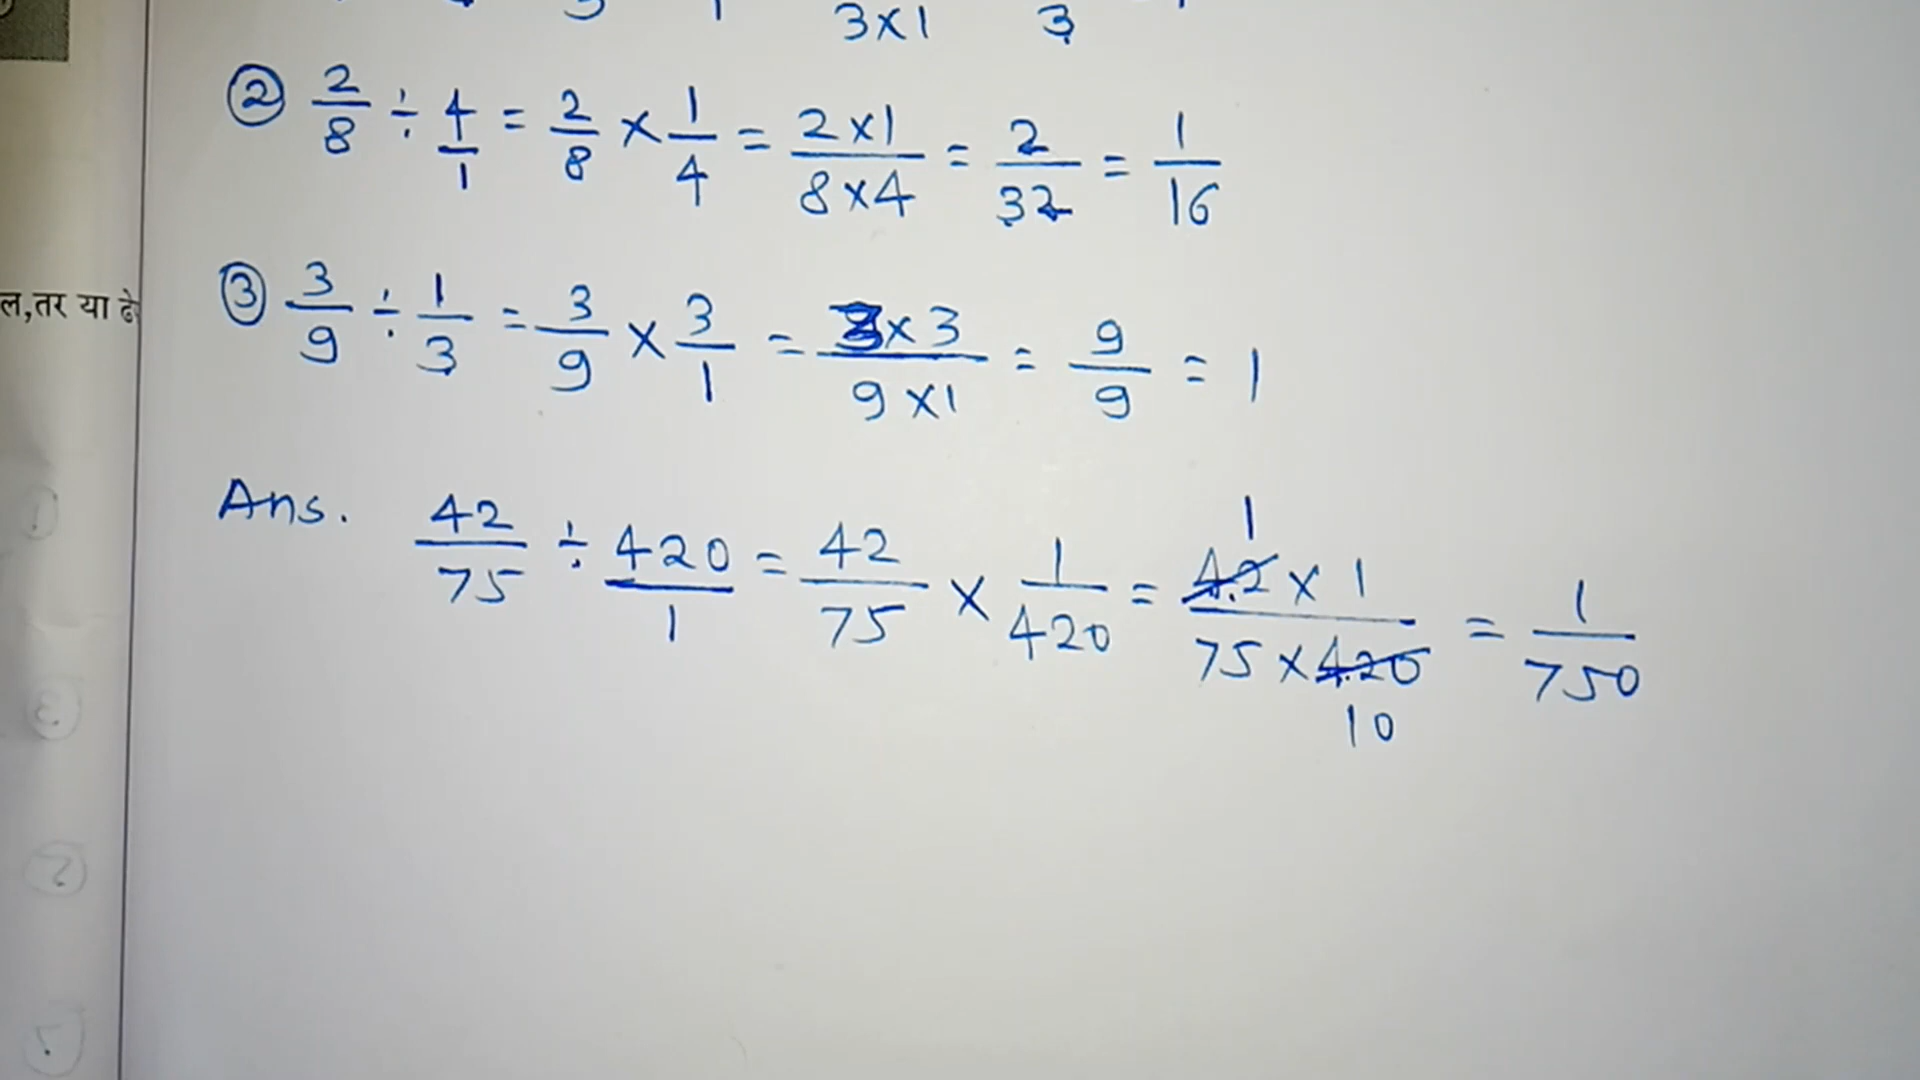 3×1 3
② 2/8 ÷ 4/1 = 2/8 × 1/4 = 2×1/8×4 = 2/32 = 1/16
③ 3/9 ÷ 1/3 = 3/9 × 3/1 = 3×3/9×1 = 9/9 = 1
ल,तर या
Ans. 42/75 ÷ 420/1 = 42/75 × 1/420 = 42×1/75×420 = 1/750
1
10